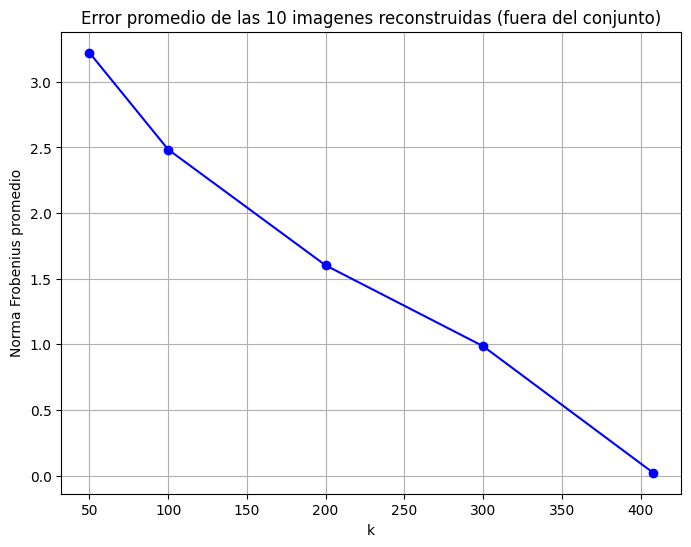 Error promedio de las 10 imagenes reconstruidas (fuera del conjunto)
Norma Frobenius promedio
3.0
2.5
2.0
1.5
1.0
0.5
0.0
50 100 150 200 250 300 350 400
k